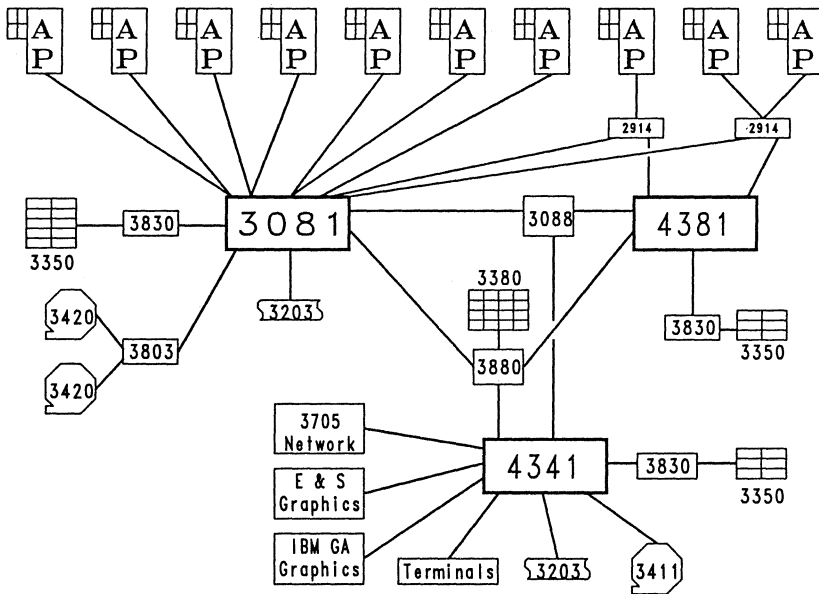 A A A A A A A A A A
P P P P P P P P P P
2914 2914
3081 3088 4381
3830
3350
3380
3420 3203
3830
3803 3880 3350
3420
3705
Network
4341 3830
E & S
Graphics
3350
IBM GA
Graphics
Terminals 3203 3411